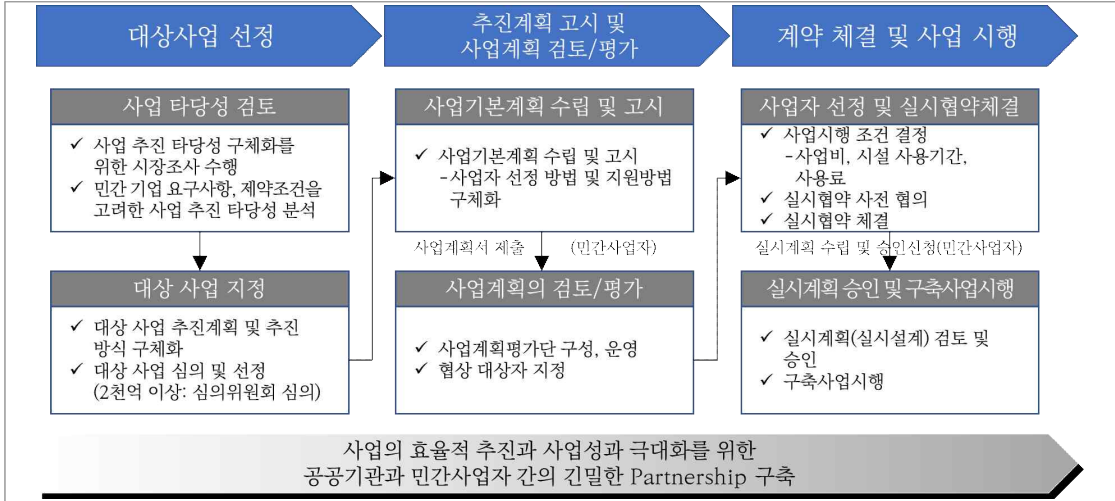 대상사업 선정
추진계획 고시 및
사업계획 검토/평가
계약 체결 및 사업 시행
사업 타당성 검토
✓ 사업 추진 타당성 구체화를
위한 시장조사 수행
✓ 민간 기업 요구사항, 제약조건을
고려한 사업 추진 타당성 분석
대상 사업 지정
✓ 대상 사업 추진계획 및 추진
방식 구체화
✓ 대상 사업 심의 및 선정
(2천억 이상: 심의위원회 심의)
사업기본계획 수립 및 고시
✓ 사업기본계획 수립 및 고시
-사업자 선정 방법 및 지원방법
구체화
사업계획서 제출 (민간사업자)
사업계획의 검토/평가
✓ 사업계획평가단 구성, 운영
✓ 협상 대상자 지정
사업자 선정 및 실시협약체결
✓ 사업시행 조건 결정
-사업비, 시설 사용기간,
사용료
✓ 실시협약 사전 협의
✓ 실시협약 체결
실시계획 수립 및 승인신청(민간사업자)
실시계획 승인 및 구축사업시행
✓ 실시계획(실시설계) 검토 및
승인
✓ 구축사업시행
사업의 효율적 추진과 사업성과 극대화를 위한
공공기관과 민간사업자 간의 긴밀한 Partnership 구축